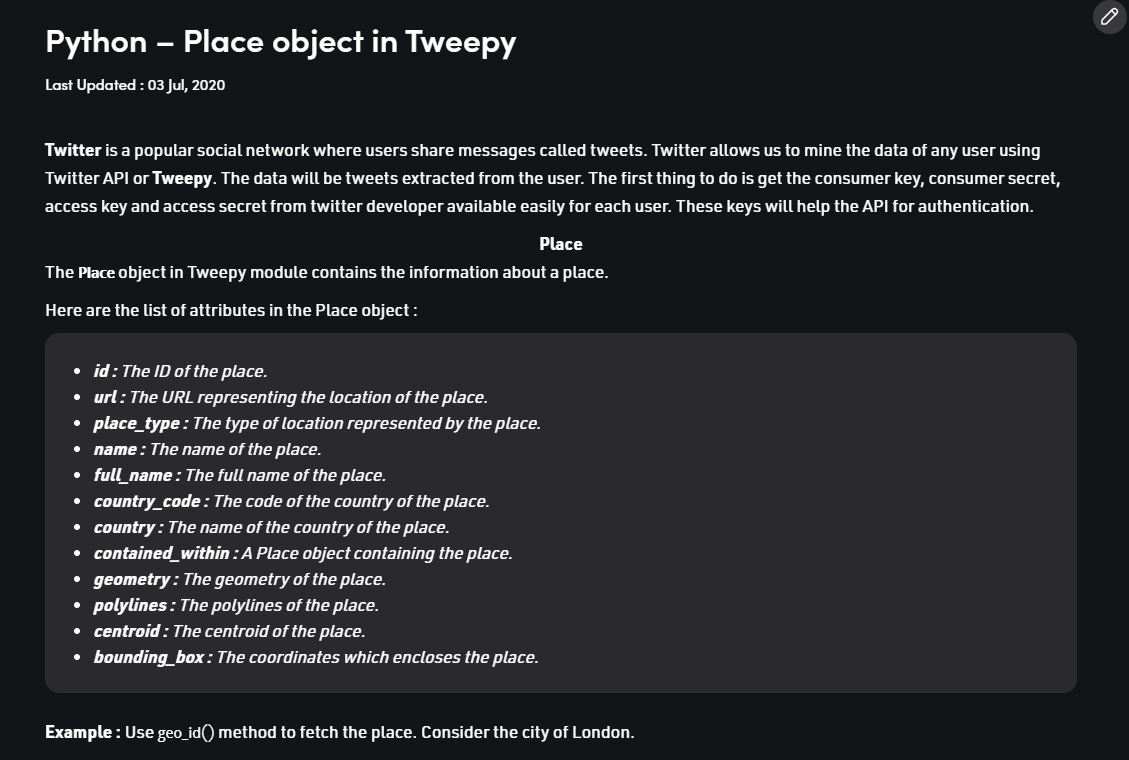 Python – Place object in Tweepy
Last Updated : 03 Jul, 2020
Twitter is a popular social network where users share messages called tweets. Twitter allows us to mine the data of any user using
Twitter API or Tweepy. The data will be tweets extracted from the user. The first thing to do is get the consumer key, consumer secret,
access key and access secret from twitter developer available easily for each user. These keys will help the API for authentication.
Place
The Place object in Tweepy module contains the information about a place.
Here are the list of attributes in the Place object :
• id : The ID of the place.
• url : The URL representing the location of the place.
• place_type : The type of location represented by the place.
• name : The name of the place.
• full_name : The full name of the place.
• country_code : The code of the country of the place.
• country : The name of the country of the place.
• contained_within : A Place object containing the place.
• geometry : The geometry of the place.
• polylines : The polylines of the place.
• centroid : The centroid of the place.
• bounding_box : The coordinates which encloses the place.
Example : Use geo_id() method to fetch the place. Consider the city of London.